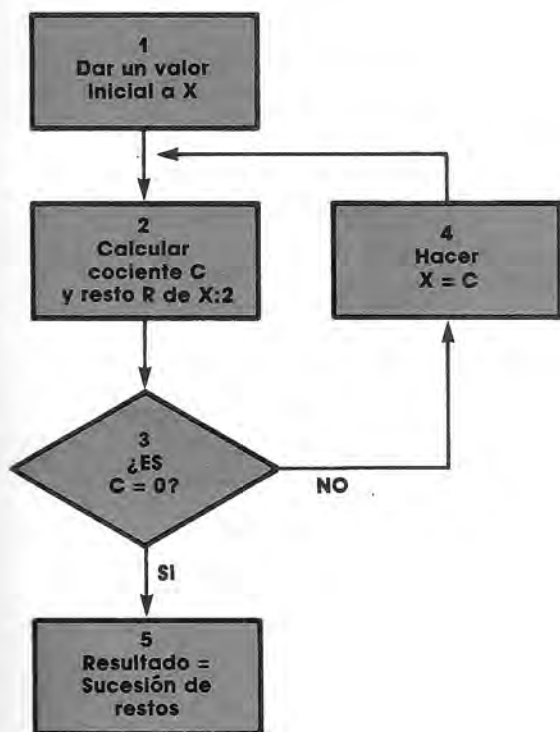 1
Dar un valor
inicial a X
2
Calcular
cociente C
y resto R de X:2
4
Hacer
X = C
3
¿ES
C = 0?
NO
SI
5
Resultado =
Sucesión de
restos